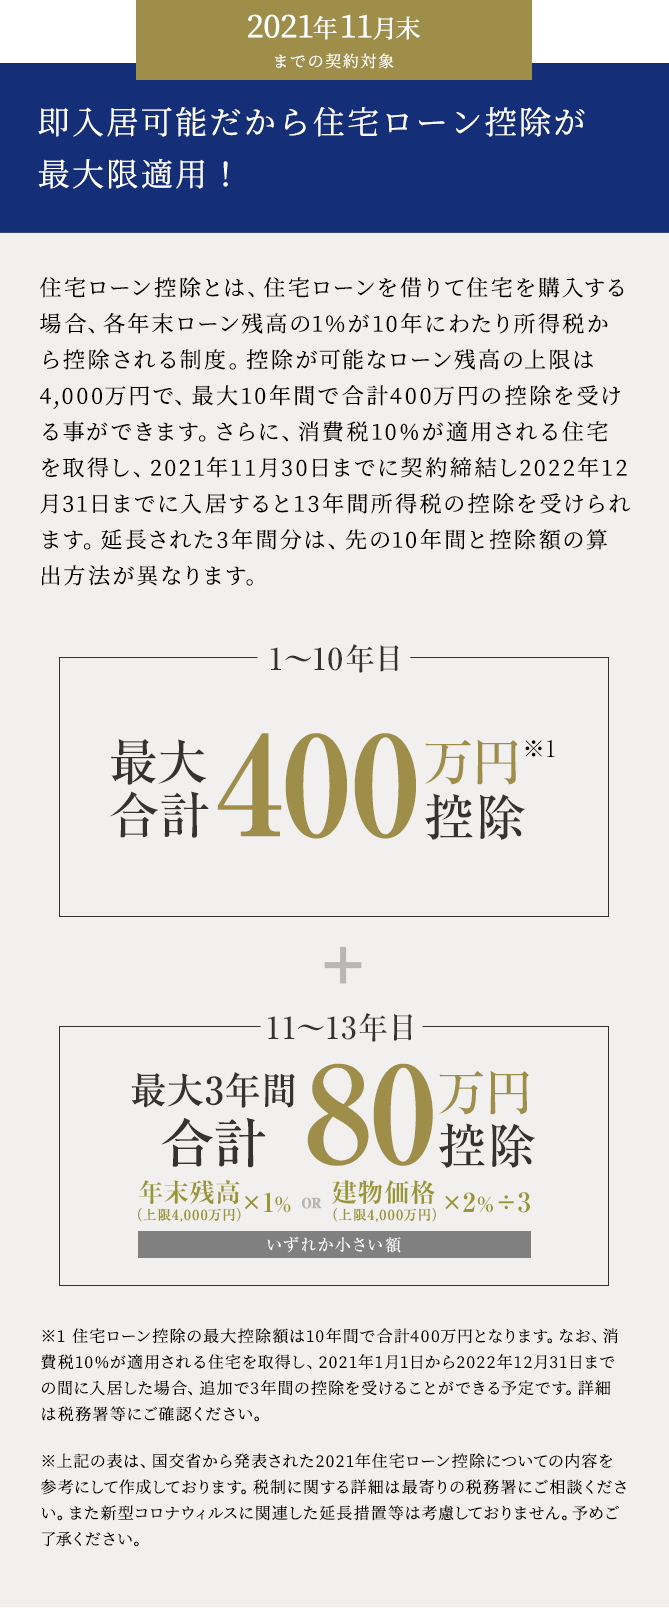 2021年11月末
までの契約対象
即入居可能だから住宅ローン控除が
最大限適用！
住宅ローン控除とは、住宅ローンを借りて住宅を購入する
場合、各年末ローン残高の1%が10年にわたり所得税か
ら控除される制度。控除が可能なローン残高の上限は
4,000万円で、最大10年間で合計400万円の控除を受け
る事ができます。さらに、消費税10%が適用される住宅
を取得し、2021年11月30日までに契約締結し2022年12
月31日までに入居すると13年間所得税の控除を受けられ
ます。延長された3年間分は、先の10年間と控除額の算
出方法が異なります。
1〜10年目
最大
合計
400
万円※1
控除
＋
11〜13年目
最大3年間
合計
80
万円
控除
年末残高
(上限4,000万円)
×1%
OR
建物価格
(上限4,000万円)
×2%÷3
いずれか小さい額
※1 住宅ローン控除の最大控除額は10年間で合計400万円となります。なお、消
費税10%が適用される住宅を取得し、2021年1月1日から2022年12月31日まで
の間に入居した場合、追加で3年間の控除を受けることができる予定です。詳細
は税務署等にご確認ください。
※上記の表は、国交省から発表された2021年住宅ローン控除についての内容を
参考にして作成しております。税制に関する詳細は最寄りの税務署にご相談くださ
い。また新型コロナウィルスに関連した延長措置等は考慮しておりません。予めご
了承ください。